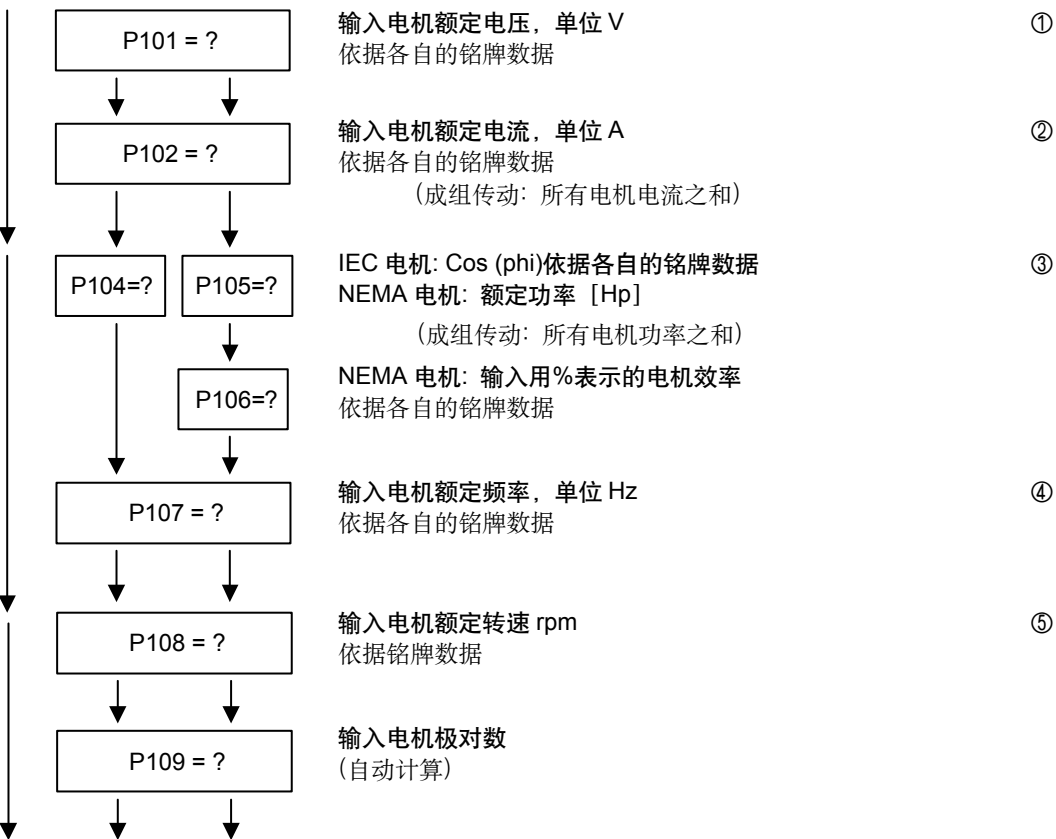 P101 = ?
输入电机额定电压，单位 V
①
依据各自的铭牌数据
P102 = ?
输入电机额定电流，单位 A
②
依据各自的铭牌数据
（成组传动：所有电机电流之和）
P104=?
P105=?
IEC 电机: Cos (phi)依据各自的铭牌数据
③
NEMA 电机: 额定功率［Hp］
（成组传动：所有电机功率之和）
P106=?
NEMA 电机: 输入用%表示的电机效率
依据各自的铭牌数据
P107 = ?
输入电机额定频率，单位 Hz
④
依据各自的铭牌数据
P108 = ?
输入电机额定转速 rpm
⑤
依据铭牌数据
P109 = ?
输入电机极对数
（自动计算）